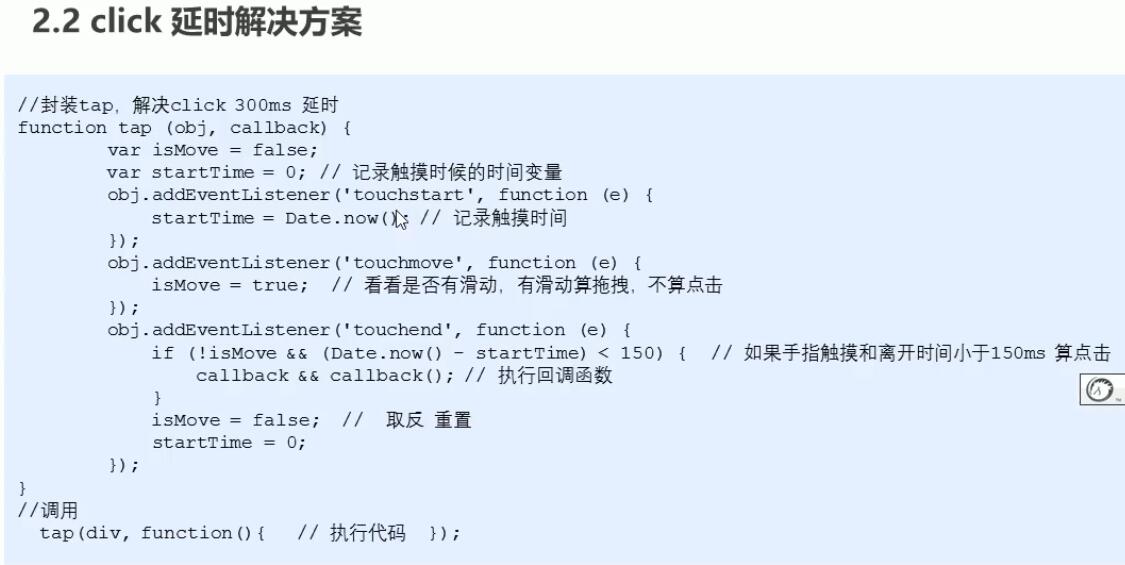 2.2 click 延时解决方案
//封装tap，解决click 300ms 延时
function tap (obj, callback) {
var isMove = false;
var startTime = 0; // 记录触摸时候的时间变量
obj.addEventListener('touchstart', function (e) {
startTime = Date.now(); // 记录触摸时间
});
obj.addEventListener('touchmove', function (e) {
isMove = true; // 看看是否有滑动，有滑动算拖拽，不算点击
});
obj.addEventListener('touchend', function (e) {
if (!isMove && (Date.now() - startTime) < 150) { // 如果手指触摸和离开时间小于150ms 算点击
callback && callback(); // 执行回调函数
}
isMove = false; // 取反 重置
startTime = 0;
});
}
//调用
tap(div, function(){ // 执行代码 });